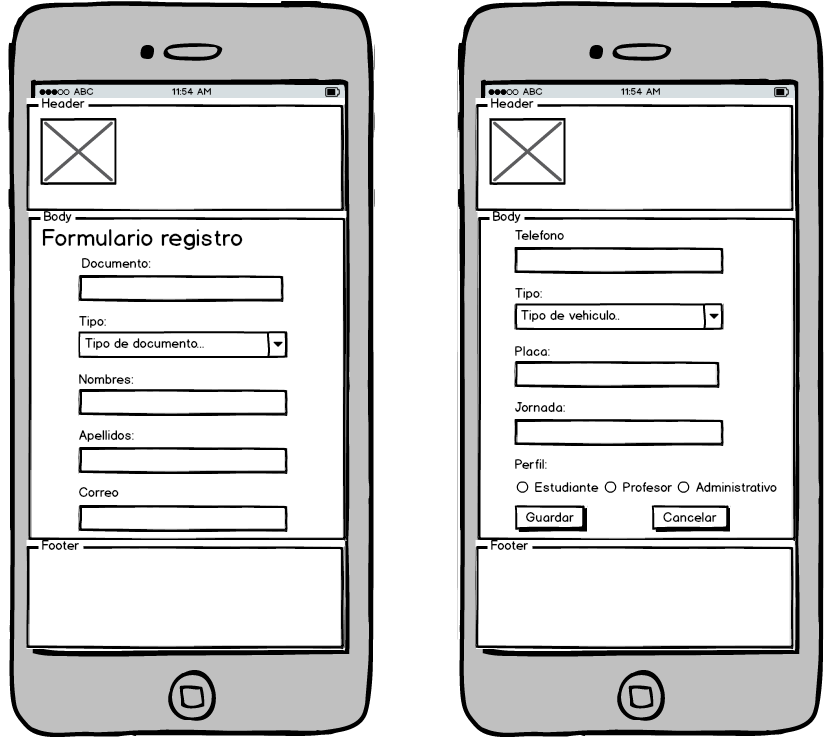 ABC 11:54 AM
Header
Body
Formulario registro
Documento:
Tipo:
Tipo de documento...
Nombres:
Apellidos:
Correo
Footer
ABC 11:54 AM
Header
Body
Telefono
Tipo:
Tipo de vehiculo..
Placa:
Jornada:
Perfil:
Estudiante Profesor Administrativo
Guardar Cancelar
Footer